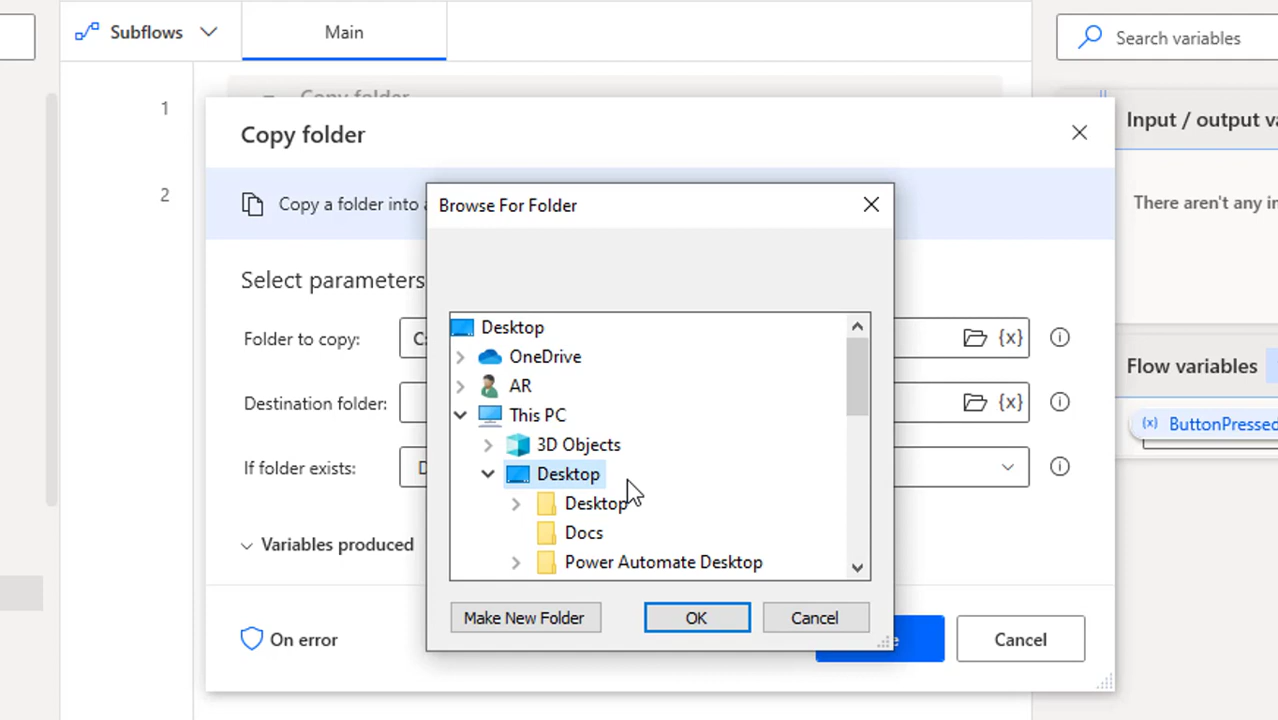 Subflows
Main
Search variables
1
Copy folder
Copy folder
Input / output va
2
Copy a folder into a
Browse For Folder
There aren't any in
Select parameters
Desktop
Folder to copy:
C:
{x}
OneDrive
Flow variables
AR
Destination folder:
{x}
This PC
(x) ButtonPressed
3D Objects
If folder exists:
D
Desktop
Desktop
Docs
Variables produced
Power Automate Desktop
Make New Folder
OK
Cancel
On error
Cancel